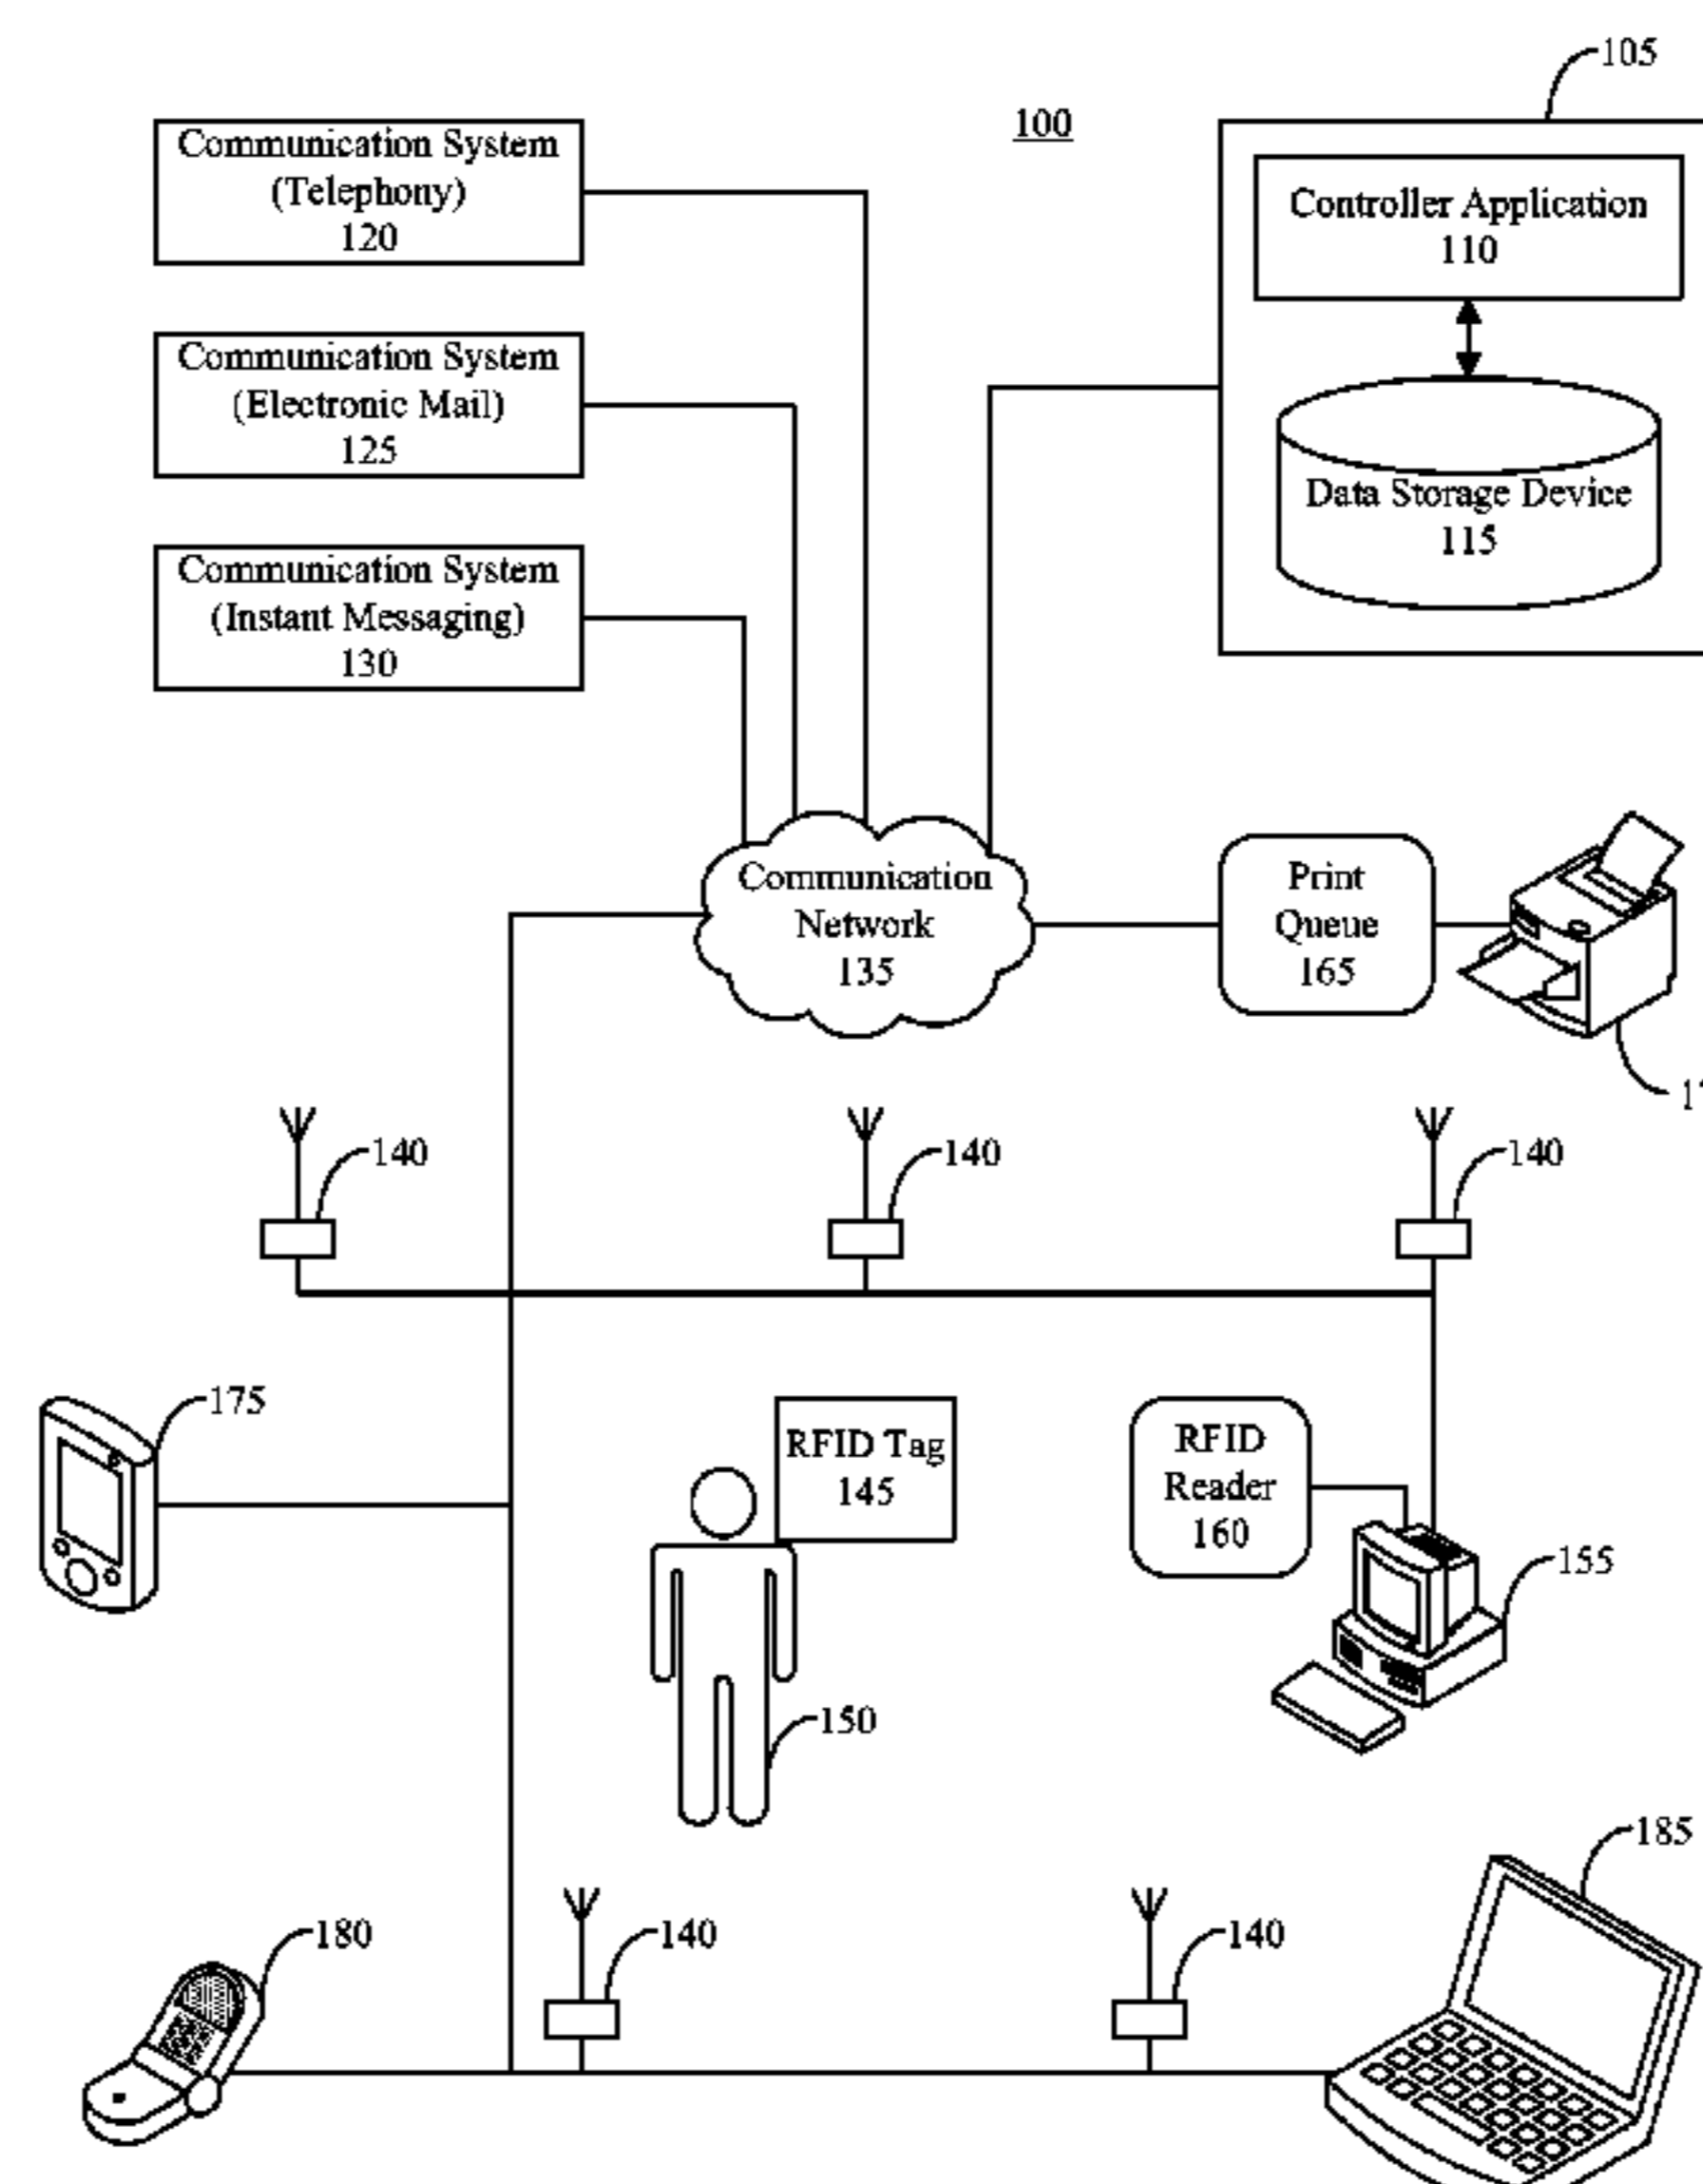 105
100
Communication System
(Telephony)
120
Controller Application
110
Communication System
(Electronic Mail)
125
Data Storage Device
115
Communication System
(Instant Messaging)
130
Communication
Network
135
Print
Queue
165
140
140
140
175
RFID Tag
145
RFID
Reader
160
155
150
185
180
140
140